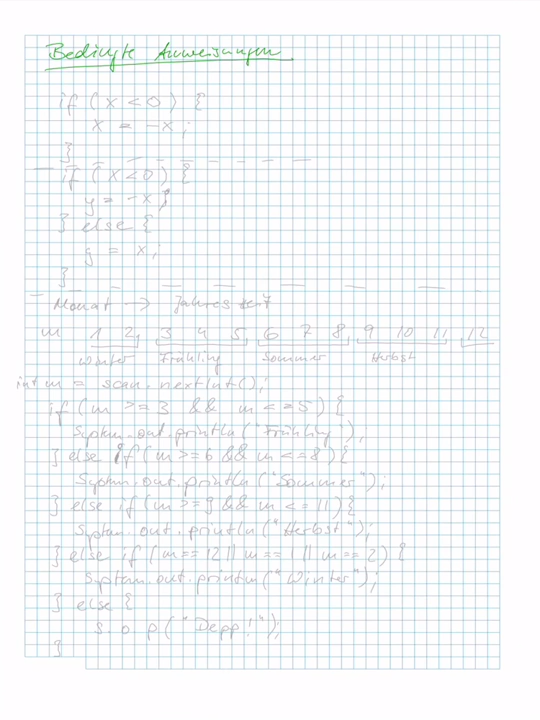 Bedingte Anweisungen
if (x < 0) {
x = -x;
}
if (x < 0) {
y = -x;
} else {
y = x;
}
Monat → Jahreszeit
m 1 2, 3 4 5, 6 7 8, 9 10 11, 12
Winter Frühling Sommer Herbst
int m = scan.nextInt();
if (m >= 3 && m <= 5) {
System.out.println("Frühling");
} else if (m >= 6 && m <= 8) {
System.out.println("Sommer");
} else if (m >= 9 && m <= 11) {
System.out.println("Herbst");
} else if (m == 12 || m == 1 || m == 2) {
System.out.println("Winter");
} else {
S. o p("Depp!");
}